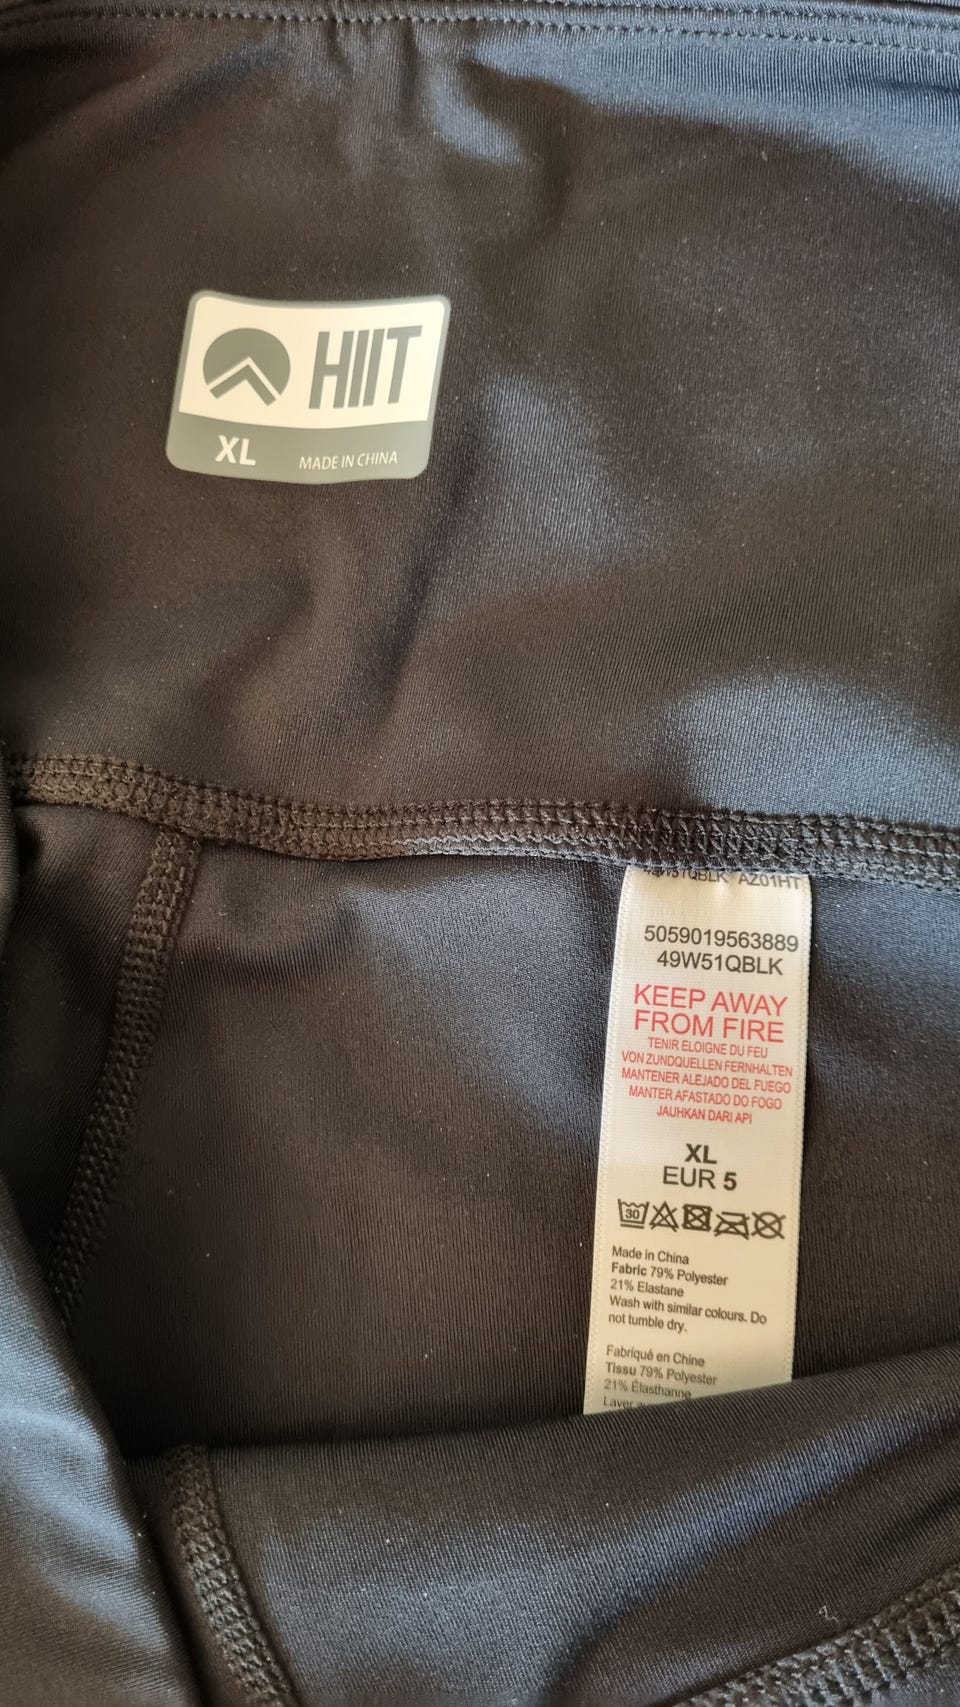 HIIT
XL MADE IN CHINA
49W51QBLK AZ01HT
5059019563889
49W51QBLK
KEEP AWAY
FROM FIRE
TENIR ELOIGNE DU FEU
VON ZUNDQUELLEN FERNHALTEN
MANTENER ALEJADO DEL FUEGO
MANTER AFASTADO DO FOGO
JAUHKAN DARI API
XL
EUR 5
30
Made in China
Fabric 79% Polyester
21% Elastane
Wash with similar colours. Do
not tumble dry.
Fabriqué en Chine
Tissu 79% Polyester
21% Élasthanne
Laver